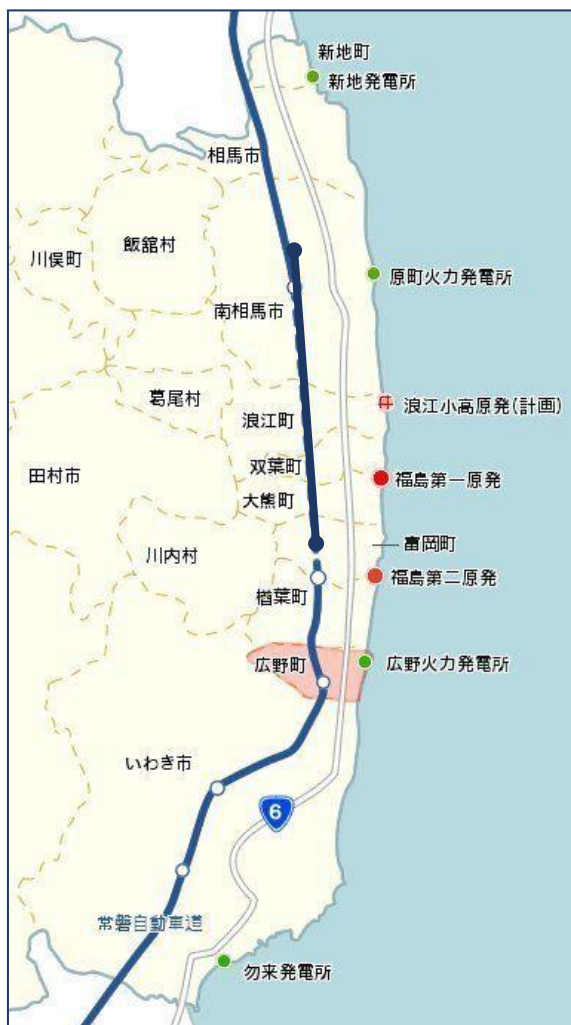 新地町
新地発電所
相馬市
飯舘村
川俣町
原町火力発電所
南相馬市
葛尾村
浪江町
浪江小高原発(計画)
双葉町
田村市
福島第一原発
大熊町
川内村
富岡町
福島第二原発
楢葉町
広野町
広野火力発電所
いわき市
6
常磐自動車道
勿来発電所